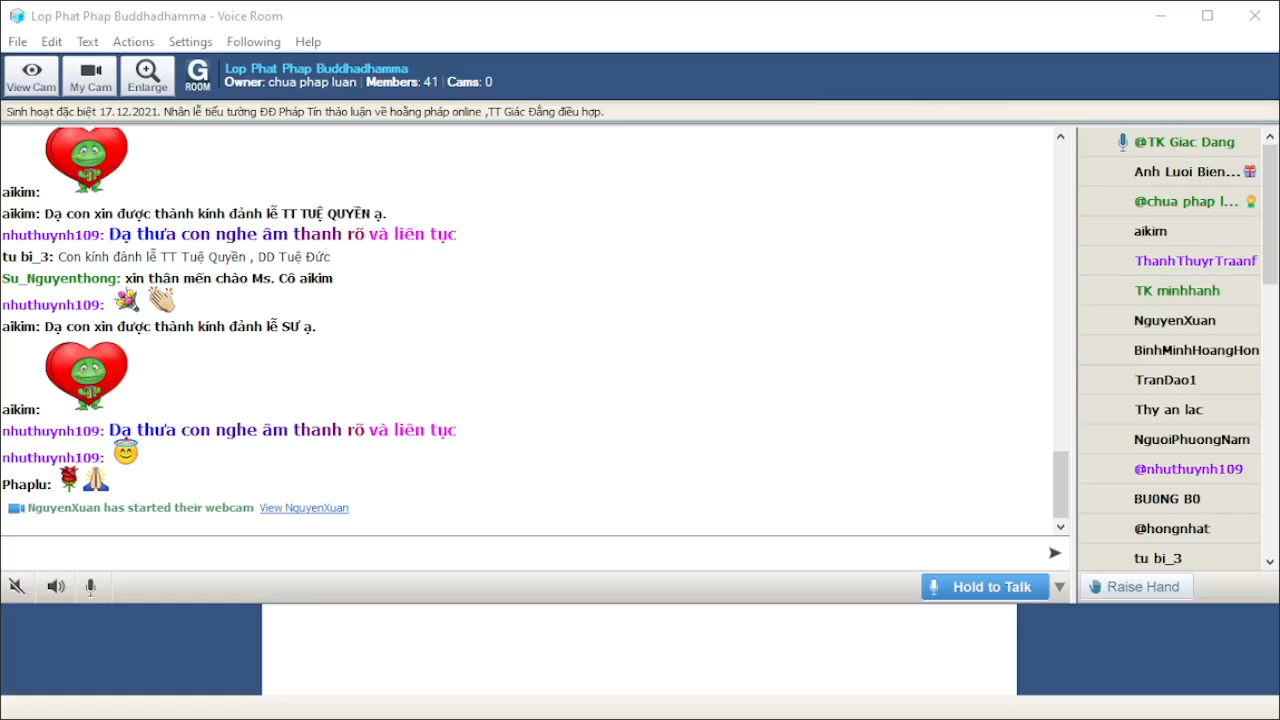 Lop Phat Phap Buddhadhamma - Voice Room
File Edit Text Actions Settings Following Help
View Cam My Cam Enlarge G ROOM
Lop Phat Phap Buddhadhamma
Owner: chua phap luan | Members: 41 | Cams: 0
Sinh hoạt đặc biệt 17.12.2021. Nhân lễ tiểu tường ĐĐ Pháp Tín thảo luận về hoằng pháp online ,TT Giác Đẳng điều hợp.
aikim:
aikim: Dạ con xin được thành kính đảnh lễ TT TUỆ QUYỀN ạ.
nhuthuynh109: Dạ thưa con nghe âm thanh rõ và liên tục
tu bi_3: Con kính đảnh lễ TT Tuệ Quyền , DD Tuệ Đức
Su_Nguyenthong: xin thân mến chào Ms. Cô aikim
nhuthuynh109:
aikim: Dạ con xin được thành kính đảnh lễ SƯ ạ.
aikim:
nhuthuynh109: Dạ thưa con nghe âm thanh rõ và liên tục
nhuthuynh109:
Phaplu:
NguyenXuan has started their webcam View NguyenXuan
@TK Giac Dang
Anh Luoi Bien...
@chua phap l...
aikim
ThanhThuyrTraanf
TK minhhanh
NguyenXuan
BinhMinhHoangHon
TranDao1
Thy an lac
NguoiPhuongNam
@nhuthuynh109
BU0NG B0
@hongnhat
tu bi_3
Hold to Talk
Raise Hand